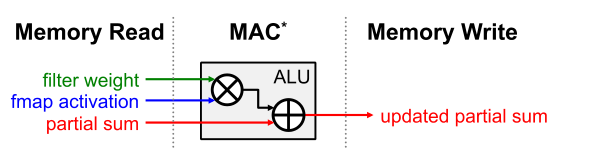 Memory Read
MAC*
Memory Write
ALU
filter weight
fmap activation
partial sum
updated partial sum